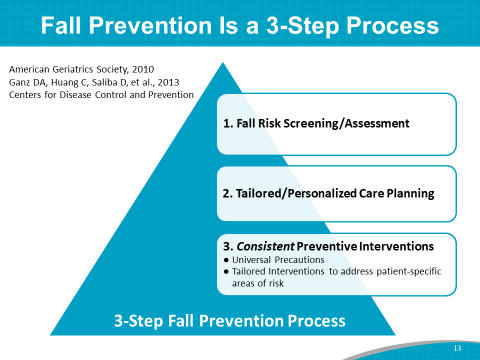 Fall Prevention Is a 3-Step Process
American Geriatrics Society, 2010
Ganz DA, Huang C, Saliba D, et al., 2013
Centers for Disease Control and Prevention
1. Fall Risk Screening/Assessment
2. Tailored/Personalized Care Planning
3. Consistent Preventive Interventions
● Universal Precautions
● Tailored Interventions to address patient-specific
areas of risk
3-Step Fall Prevention Process
13